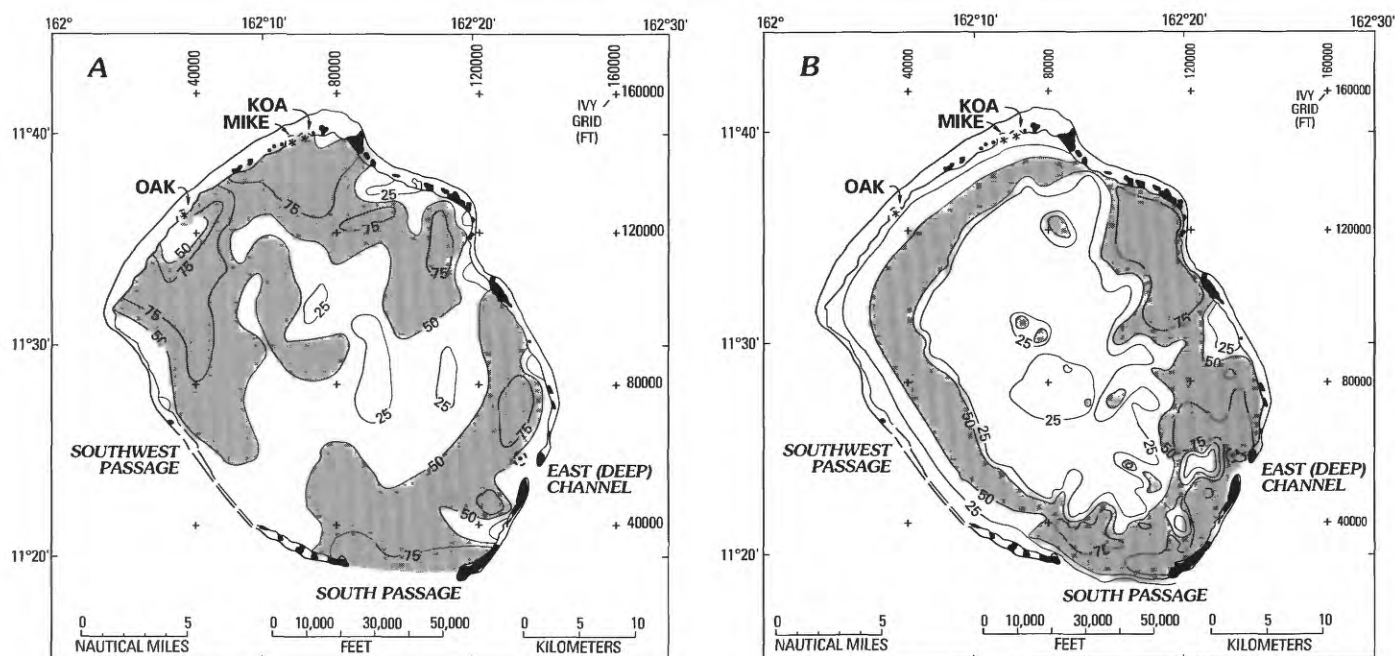 162° 162°10' 162°20' 162°30'
A
40000 80000 120000 160000
KOA
MIKE
IVY
GRID
(FT)
160000
11°40'
OAK
25
75
50
75
75
75
120000
25
75
50
50
11°30'
25
25
80000
75
50
SOUTHWEST
PASSAGE
EAST (DEEP)
CHANNEL
50
40000
75
11°20'
SOUTH PASSAGE
0 5
NAUTICAL MILES
0 10,000 30,000 50,000
FEET
0 5 10
KILOMETERS
162° 162°10' 162°20' 162°30'
B
40000 80000 120000 160000
KOA
MIKE
IVY
GRID
(FT)
160000
11°40'
OAK
120000
75
25
25
11°30'
50
25
80000
50
25
25
50
75
SOUTHWEST
PASSAGE
EAST (DEEP)
CHANNEL
50
25
40000
11°20'
SOUTH PASSAGE
0 5
NAUTICAL MILES
0 10,000 30,000 50,000
FEET
0 5 10
KILOMETERS